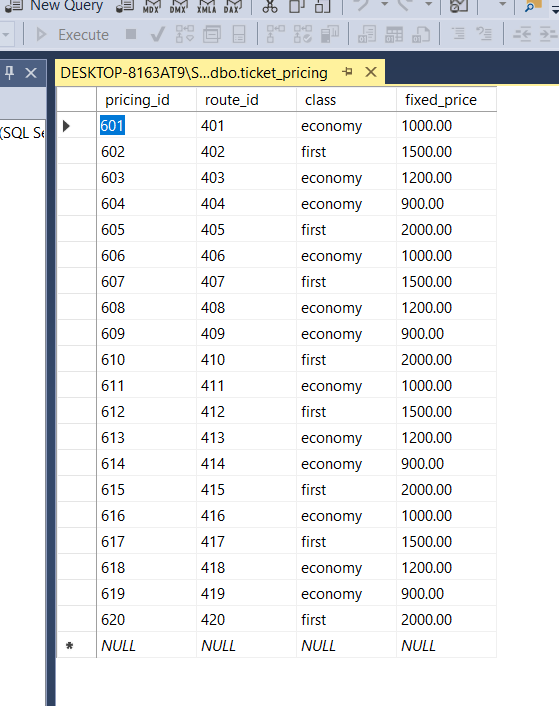 New Query MDX DMX XMLA DAX
Execute
DESKTOP-8163AT9\S...dbo.ticket_pricing
(SQL Se
pricing_id route_id class fixed_price
601 401 economy 1000.00
602 402 first 1500.00
603 403 economy 1200.00
604 404 economy 900.00
605 405 first 2000.00
606 406 economy 1000.00
607 407 first 1500.00
608 408 economy 1200.00
609 409 economy 900.00
610 410 first 2000.00
611 411 economy 1000.00
612 412 first 1500.00
613 413 economy 1200.00
614 414 economy 900.00
615 415 first 2000.00
616 416 economy 1000.00
617 417 first 1500.00
618 418 economy 1200.00
619 419 economy 900.00
620 420 first 2000.00
NULL NULL NULL NULL